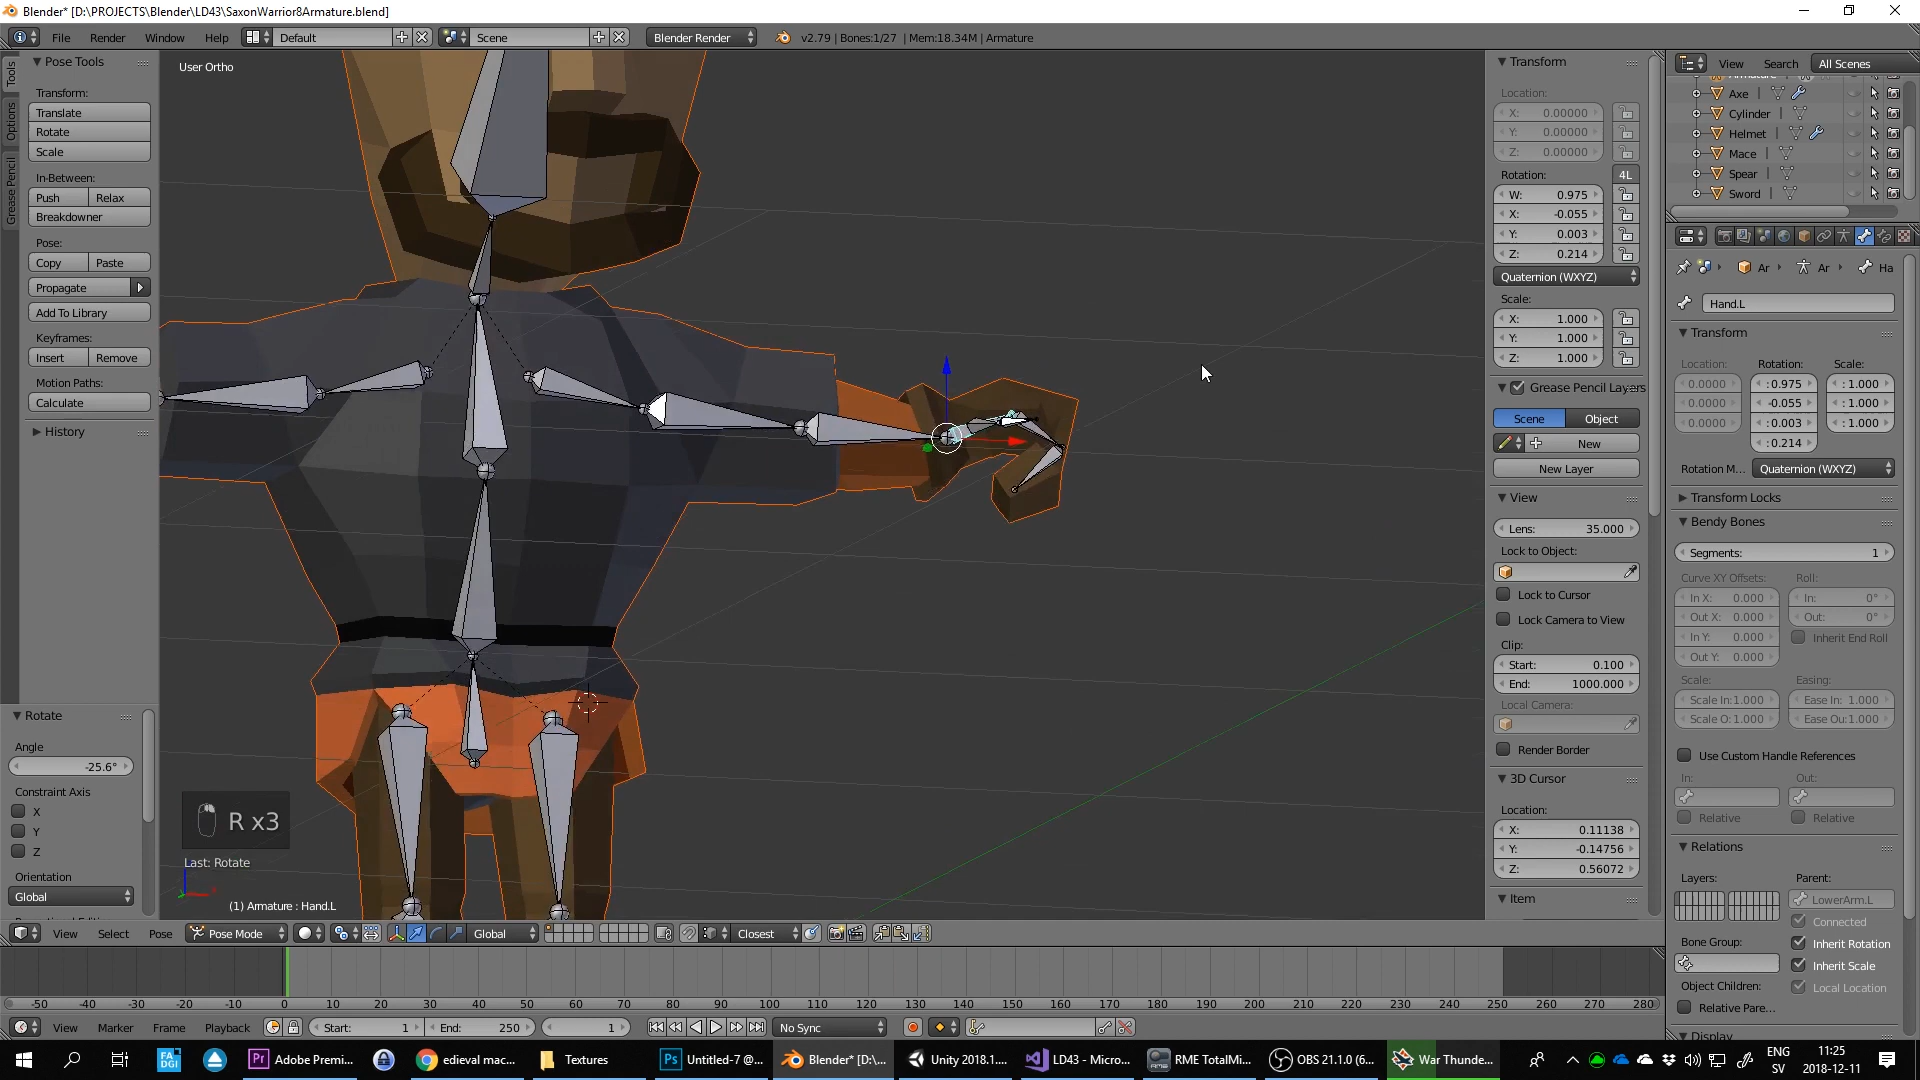 Blender* [D:\PROJECTS\Blender\LD43\SaxonWarrior8Armature.blend]
File Render Window Help Default Scene Blender Render v2.79 | Bones:1/27 | Mem:18.34M | Armature
Tools
Options
Grease Pencil
Pose Tools
Transform:
Translate
Rotate
Scale
In-Between:
Push Relax
Breakdowner
Pose:
Copy Paste
Propagate
Add To Library
Keyframes:
Insert Remove
Motion Paths:
Calculate
History
Rotate
Angle
-25.6°
Constraint Axis
X
Y
Z
Orientation
Global
User Ortho
R x3
Last: Rotate
(1) Armature : Hand.L
Transform
Location:
X: 0.00000
Y: 0.00000
Z: 0.00000
Rotation: 4L
W: 0.975
X: -0.055
Y: 0.003
Z: 0.214
Quaternion (WXYZ)
Scale:
X: 1.000
Y: 1.000
Z: 1.000
Grease Pencil Layers
Scene Object
New
New Layer
View
Lens: 35.000
Lock to Object:
Lock to Cursor
Lock Camera to View
Clip:
Start: 0.100
End: 1000.000
Local Camera:
Render Border
3D Cursor
Location:
X: 0.11138
Y: -0.14756
Z: 0.56072
Item
View Search All Scenes
Axe
Cylinder
Helmet
Mace
Spear
Sword
Ar Ar Ha
Hand.L
Transform
Location: Rotation: Scale:
0.0000 :0.975 :1.000
0.0000 -0.055 :1.000
0.0000 :0.003 :1.000
:0.214
Rotation M... Quaternion (WXYZ)
Transform Locks
Bendy Bones
Segments: 1
Curve XY Offsets: Roll:
In X: 0.000 In: 0°
Out X: 0.000 Out: 0°
In Y: 0.000 Inherit End Roll
Out Y: 0.000
Scale: Easing:
Scale In:1.000 Ease In: 1.000
Scale O:1.000 Ease Ou:1.000
Use Custom Handle References
In: Out:
Relative Relative
Relations
Layers: Parent:
LowerArm.L
Connected
Bone Group: Inherit Rotation
Inherit Scale
Object Children: Local Location
Relative Pare...
Display
View Select Pose Pose Mode Global Closest
-50 -40 -30 -20 -10 0 10 20 30 40 50 60 70 80 90 100 110 120 130 140 150 160 170 180 190 200 210 220 230 240 250 260 270 280
View Marker Frame Playback Start: 1 End: 250 1 No Sync
FA DGI Adobe Premi... edieval mac... Textures Untitled-7 @... Blender* [D:\... Unity 2018.1.... LD43 - Micro... RME TotalMi... OBS 21.1.0 (6... War Thunde...
ENG
SV
11:25
2018-12-11